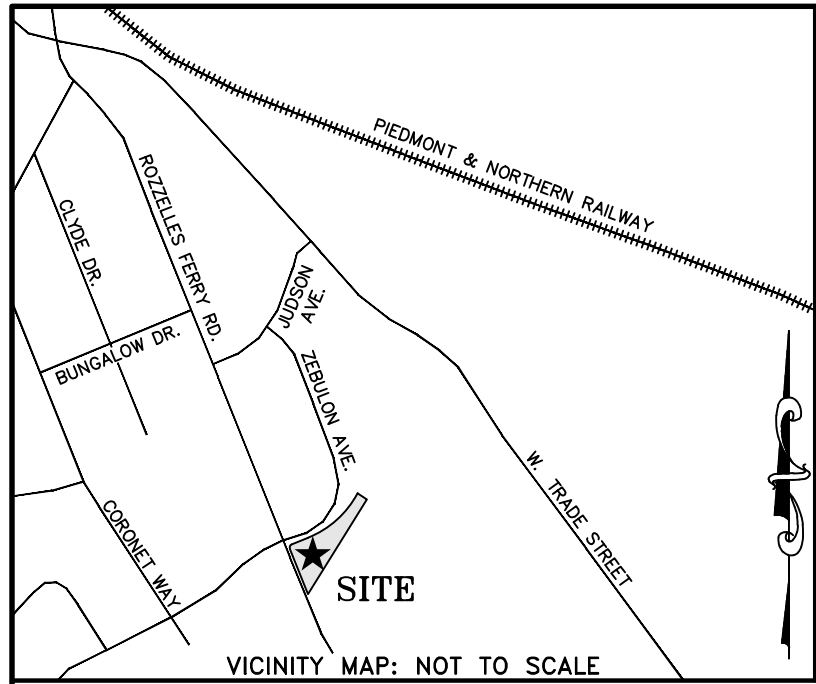 PIEDMONT & NORTHERN RAILWAY
ROZZELLES FERRY RD.
CLYDE DR.
JUDSON
AVE.
BUNGALOW DR.
ZEBULON AVE.
W. TRADE STREET
CORONET WAY
SITE
VICINITY MAP: NOT TO SCALE